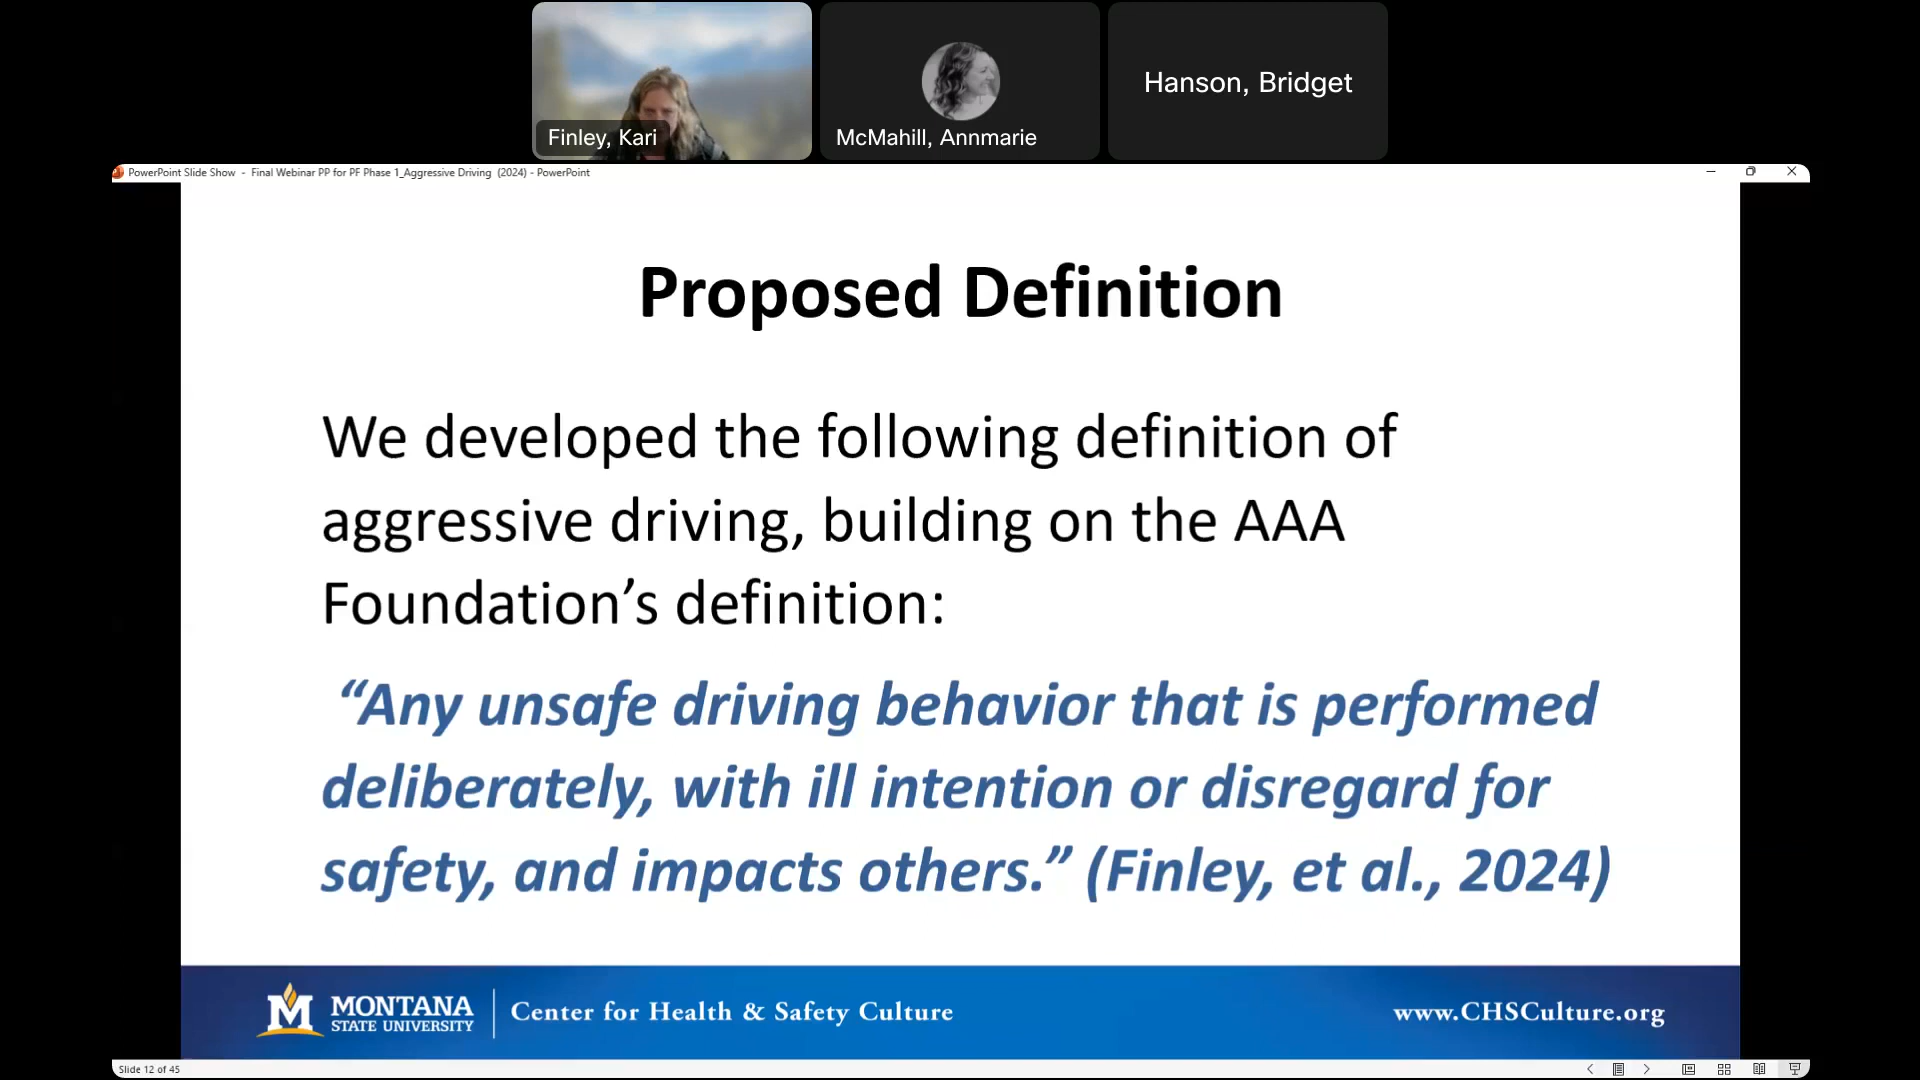 Finley, Kari
McMahill, Annmarie
Hanson, Bridget
PowerPoint Slide Show - Final Webinar PP for PF Phase 1_Aggressive Driving (2024) - PowerPoint
Proposed Definition
We developed the following definition of
aggressive driving, building on the AAA
Foundation’s definition:
“Any unsafe driving behavior that is performed
deliberately, with ill intention or disregard for
safety, and impacts others.” (Finley, et al., 2024)
M MONTANA
STATE UNIVERSITY
Center for Health & Safety Culture
www.CHSCulture.org
Slide 12 of 45